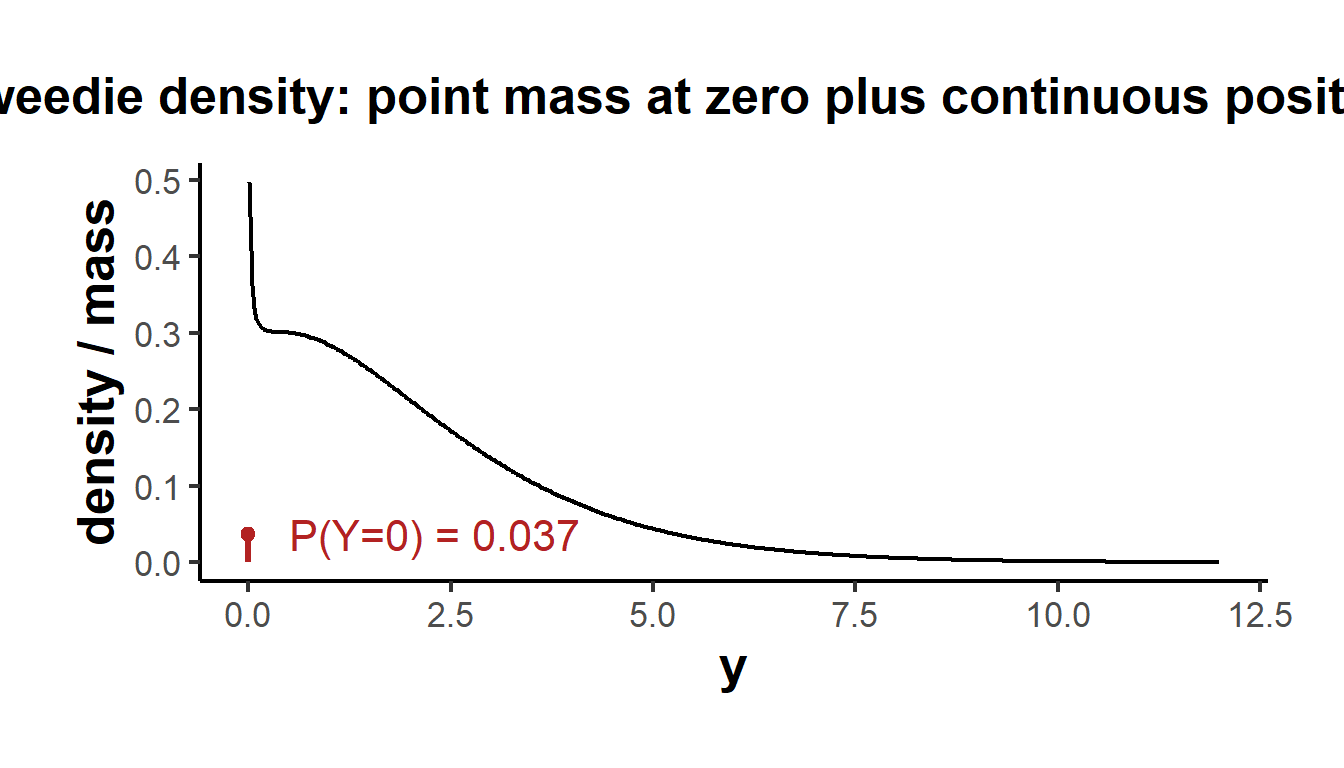 weedie density: point mass at zero plus continuous posit
density / mass
0.5
0.4
0.3
0.2
0.1
0.0
P(Y=0) = 0.037
0.0 2.5 5.0 7.5 10.0 12.5
y